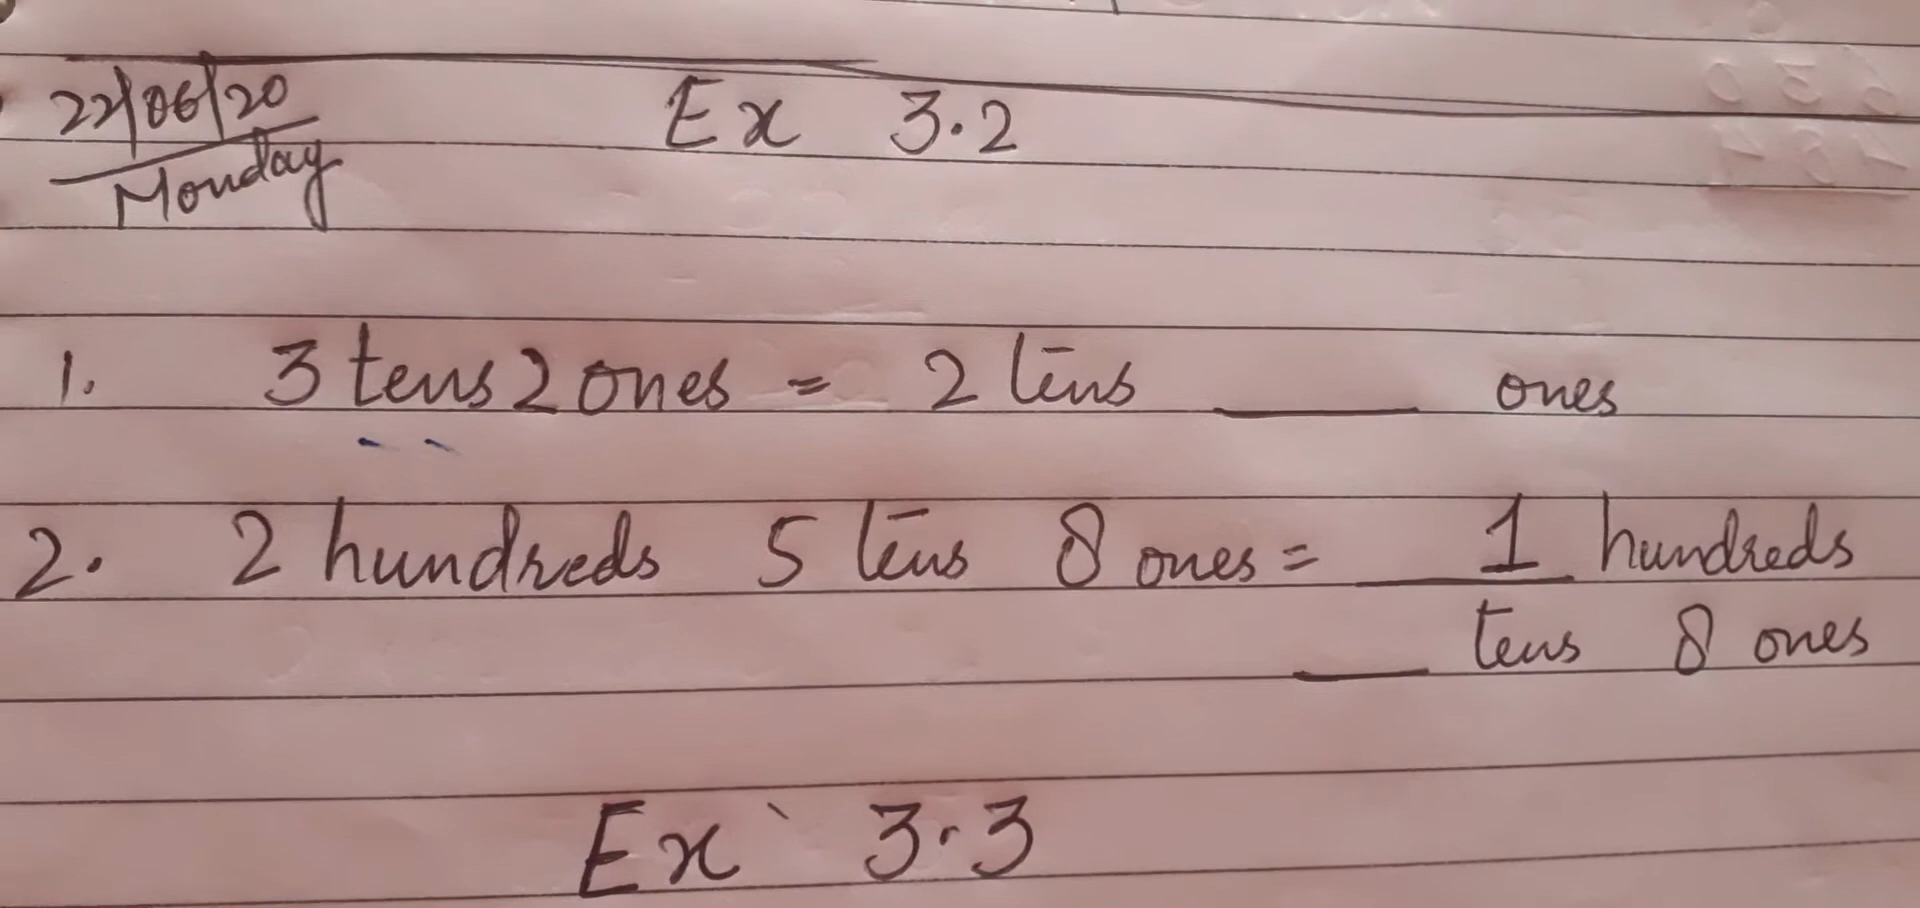 22/06/20
Monday
Ex 3.2
1. 3 tens 2 ones = 2 tens ____ ones
2. 2 hundreds 5 tens 8 ones = 1 hundreds
____ tens 8 ones
Ex 3.3